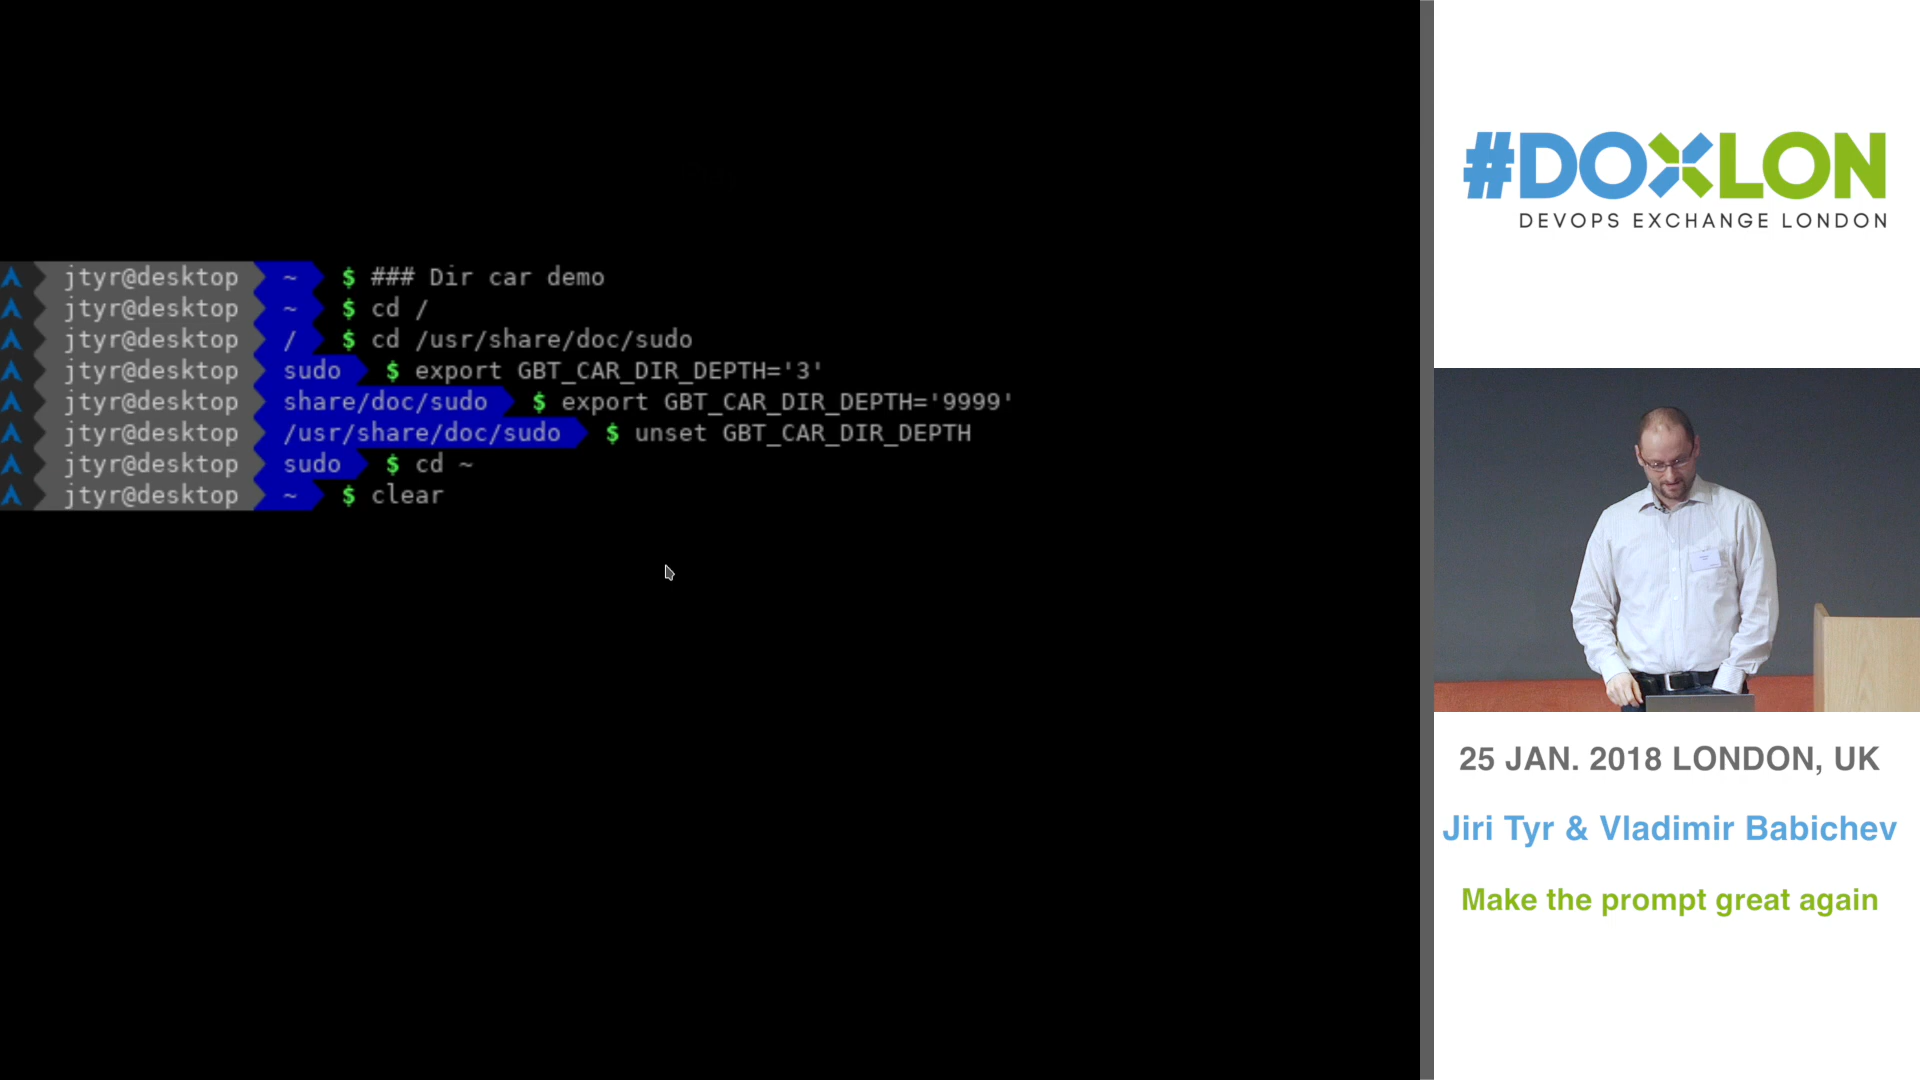 jtyr@desktop ~ $ ### Dir car demo
jtyr@desktop ~ $ cd /
jtyr@desktop / $ cd /usr/share/doc/sudo
jtyr@desktop sudo $ export GBT_CAR_DIR_DEPTH='3'
jtyr@desktop share/doc/sudo $ export GBT_CAR_DIR_DEPTH='9999'
jtyr@desktop /usr/share/doc/sudo $ unset GBT_CAR_DIR_DEPTH
jtyr@desktop sudo $ cd ~
jtyr@desktop ~ $ clear
#DOXLON
DEVOPS EXCHANGE LONDON
25 JAN. 2018 LONDON, UK
Jiri Tyr & Vladimir Babichev
Make the prompt great again